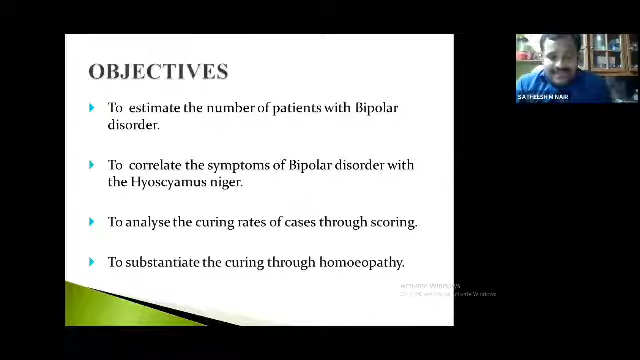 OBJECTIVES
To estimate the number of patients with Bipolar
disorder.
To correlate the symptoms of Bipolar disorder with
the Hyoscyamus niger.
To analyse the curing rates of cases through scoring.
To substantiate the curing through homoeopathy.
Activate Windows
Activate Windows
SATHEESH M NAIR